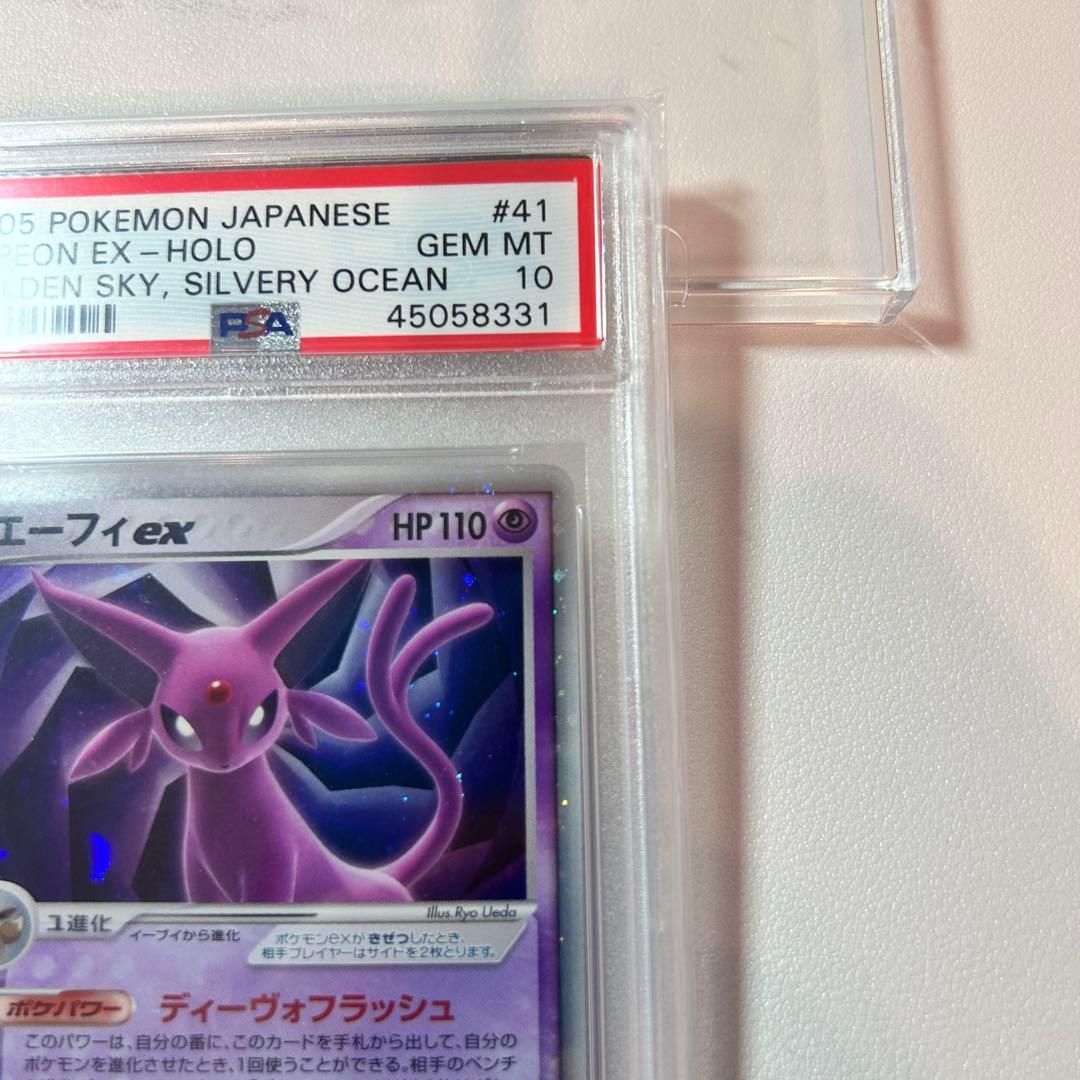 05 POKEMON JAPANESE #41
PEON EX-HOLO GEM MT
LDEN SKY, SILVERY OCEAN 10
PSA 45058331
エーフィex HP110
Illus. Ryo Ueda
1進化
イーブイから進化
ポケモンexがきぜつしたとき、
相手プレイヤーはサイドを2枚とります。
ポケパワー ディーヴォフラッシュ
このパワーは、自分の番に、このカードを手札から出して、自分の
ポケモンを進化させたとき、1回使うことができる。相手のベンチ